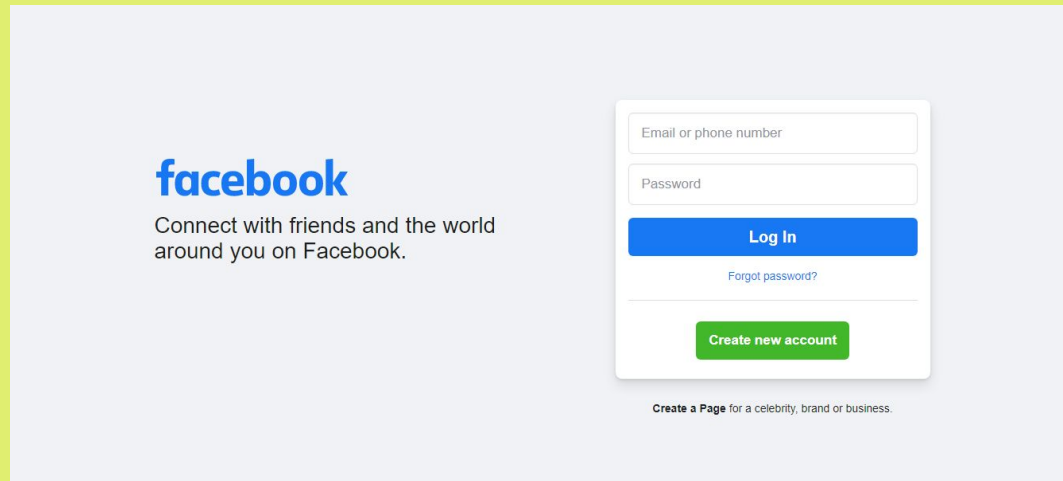 facebook
Connect with friends and the world
around you on Facebook.
Email or phone number
Password
Log In
Forgot password?
Create new account
Create a Page for a celebrity, brand or business.